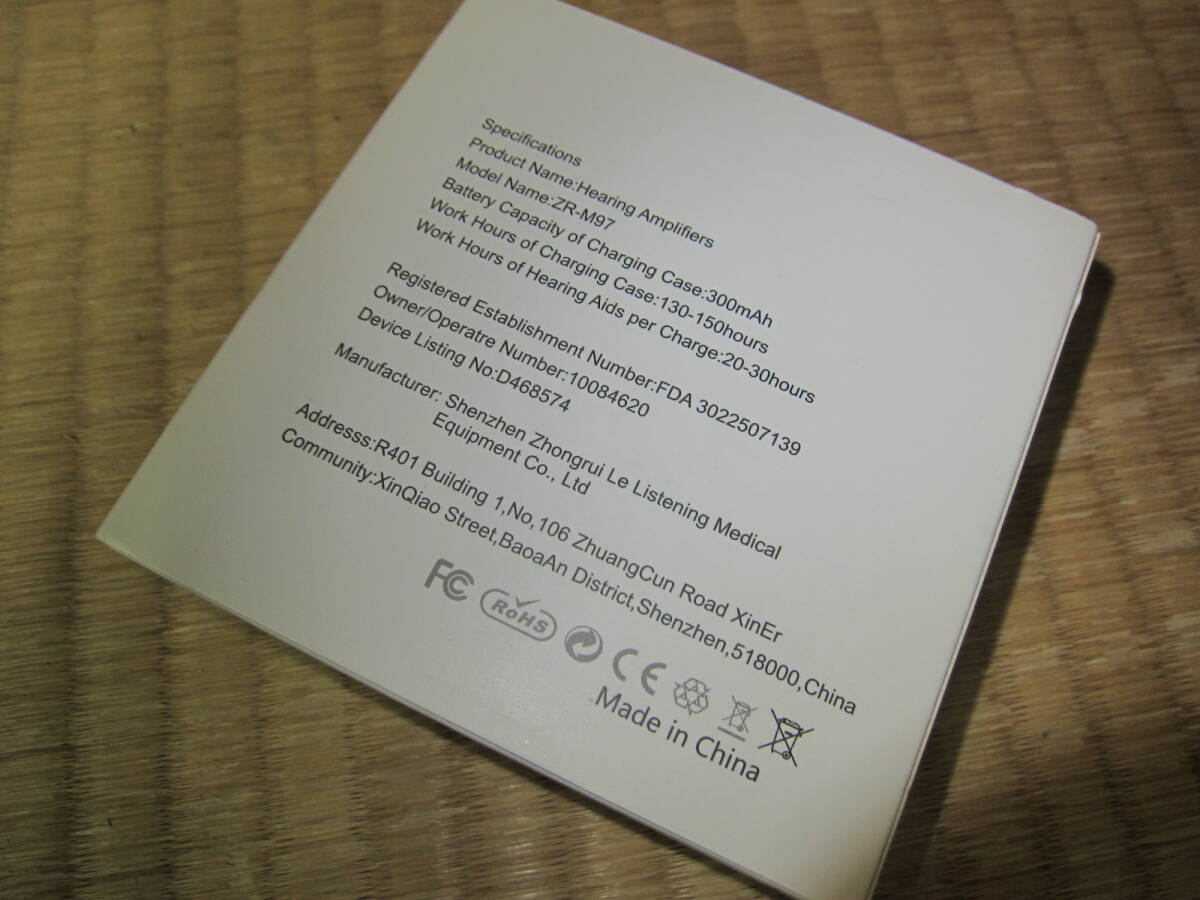 Specifications
Product Name:Hearing Amplifiers
Model Name:ZR-M97
Battery Capacity of Charging Case:300mAh
Work Hours of Charging Case:130-150hours
Work Hours of Hearing Aids per Charge:20-30hours
Registered Establishment Number:FDA 3022507139
Owner/Operatre Number:10084620
Device Listing No:D468574
Manufacturer: Shenzhen Zhongrui Le Listening Medical
Equipment Co., Ltd
Addresss:R401 Building 1,No,106 ZhuangCun Road XinEr
Community:XinQiao Street,BaoaAn District,Shenzhen,518000,China
FC RoHS CE
Made in China